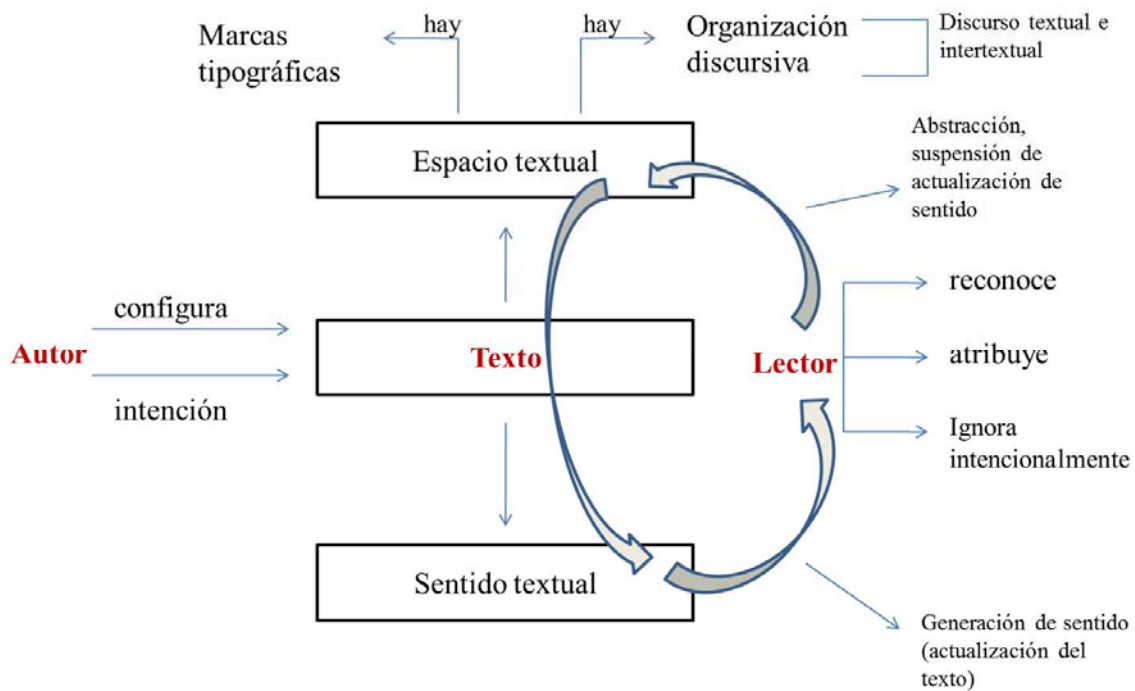 hay
hay
Marcas
tipográficas
Organización
discursiva
Discurso textual e
intertextual
Espacio textual
Abstracción,
suspensión de
actualización de
sentido
configura
Autor
intención
Texto
Lector
reconoce
atribuye
Ignora
intencionalmente
Sentido textual
Generación de sentido
(actualización del
texto)